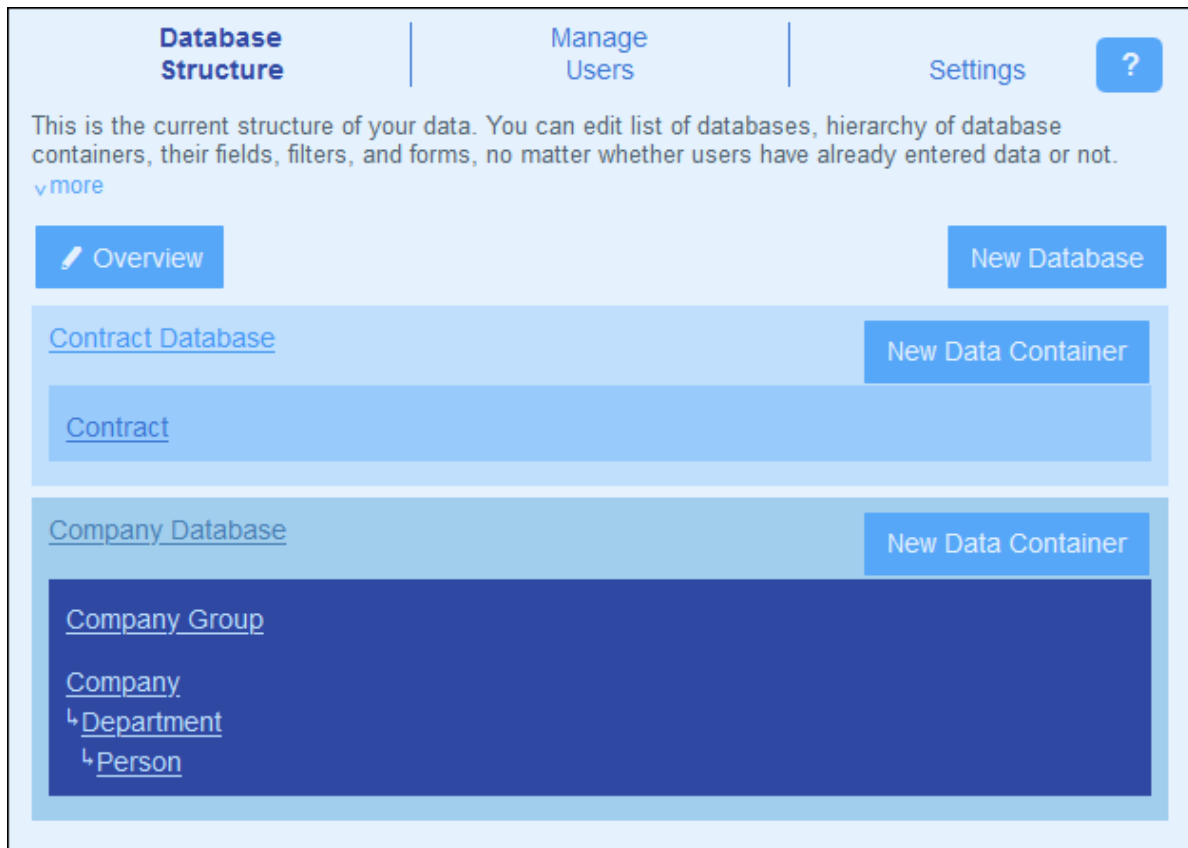 Database Structure
Manage Users
Settings
?
This is the current structure of your data. You can edit list of databases, hierarchy of database
containers, their fields, filters, and forms, no matter whether users have already entered data or not.
more
Overview
New Database
Contract Database
New Data Container
Contract
Company Database
New Data Container
Company Group
Company
Department
Person